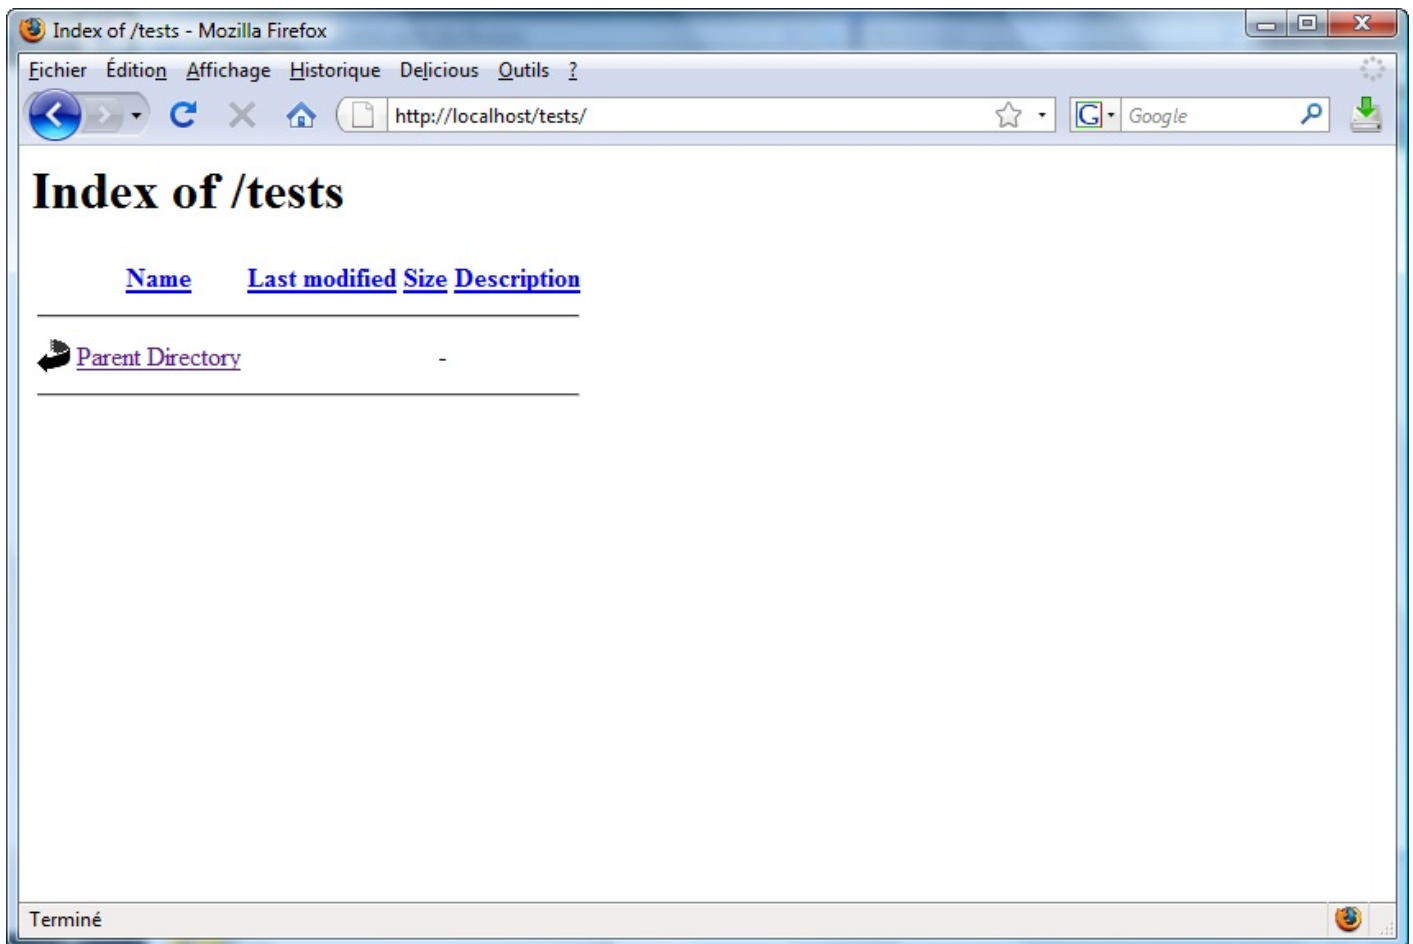 Index of /tests - Mozilla Firefox
Fichier Édition Affichage Historique Delicious Outils ?
http://localhost/tests/ G Google
Index of /tests
Name Last modified Size Description
Parent Directory -
Terminé